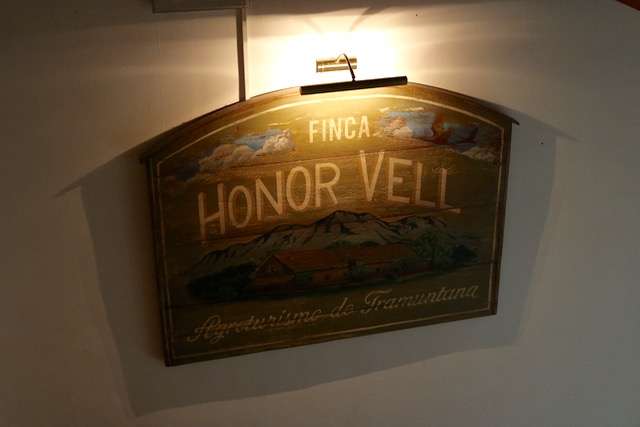 FINCA
HONOR VELL
Agroturismo de Tramuntana